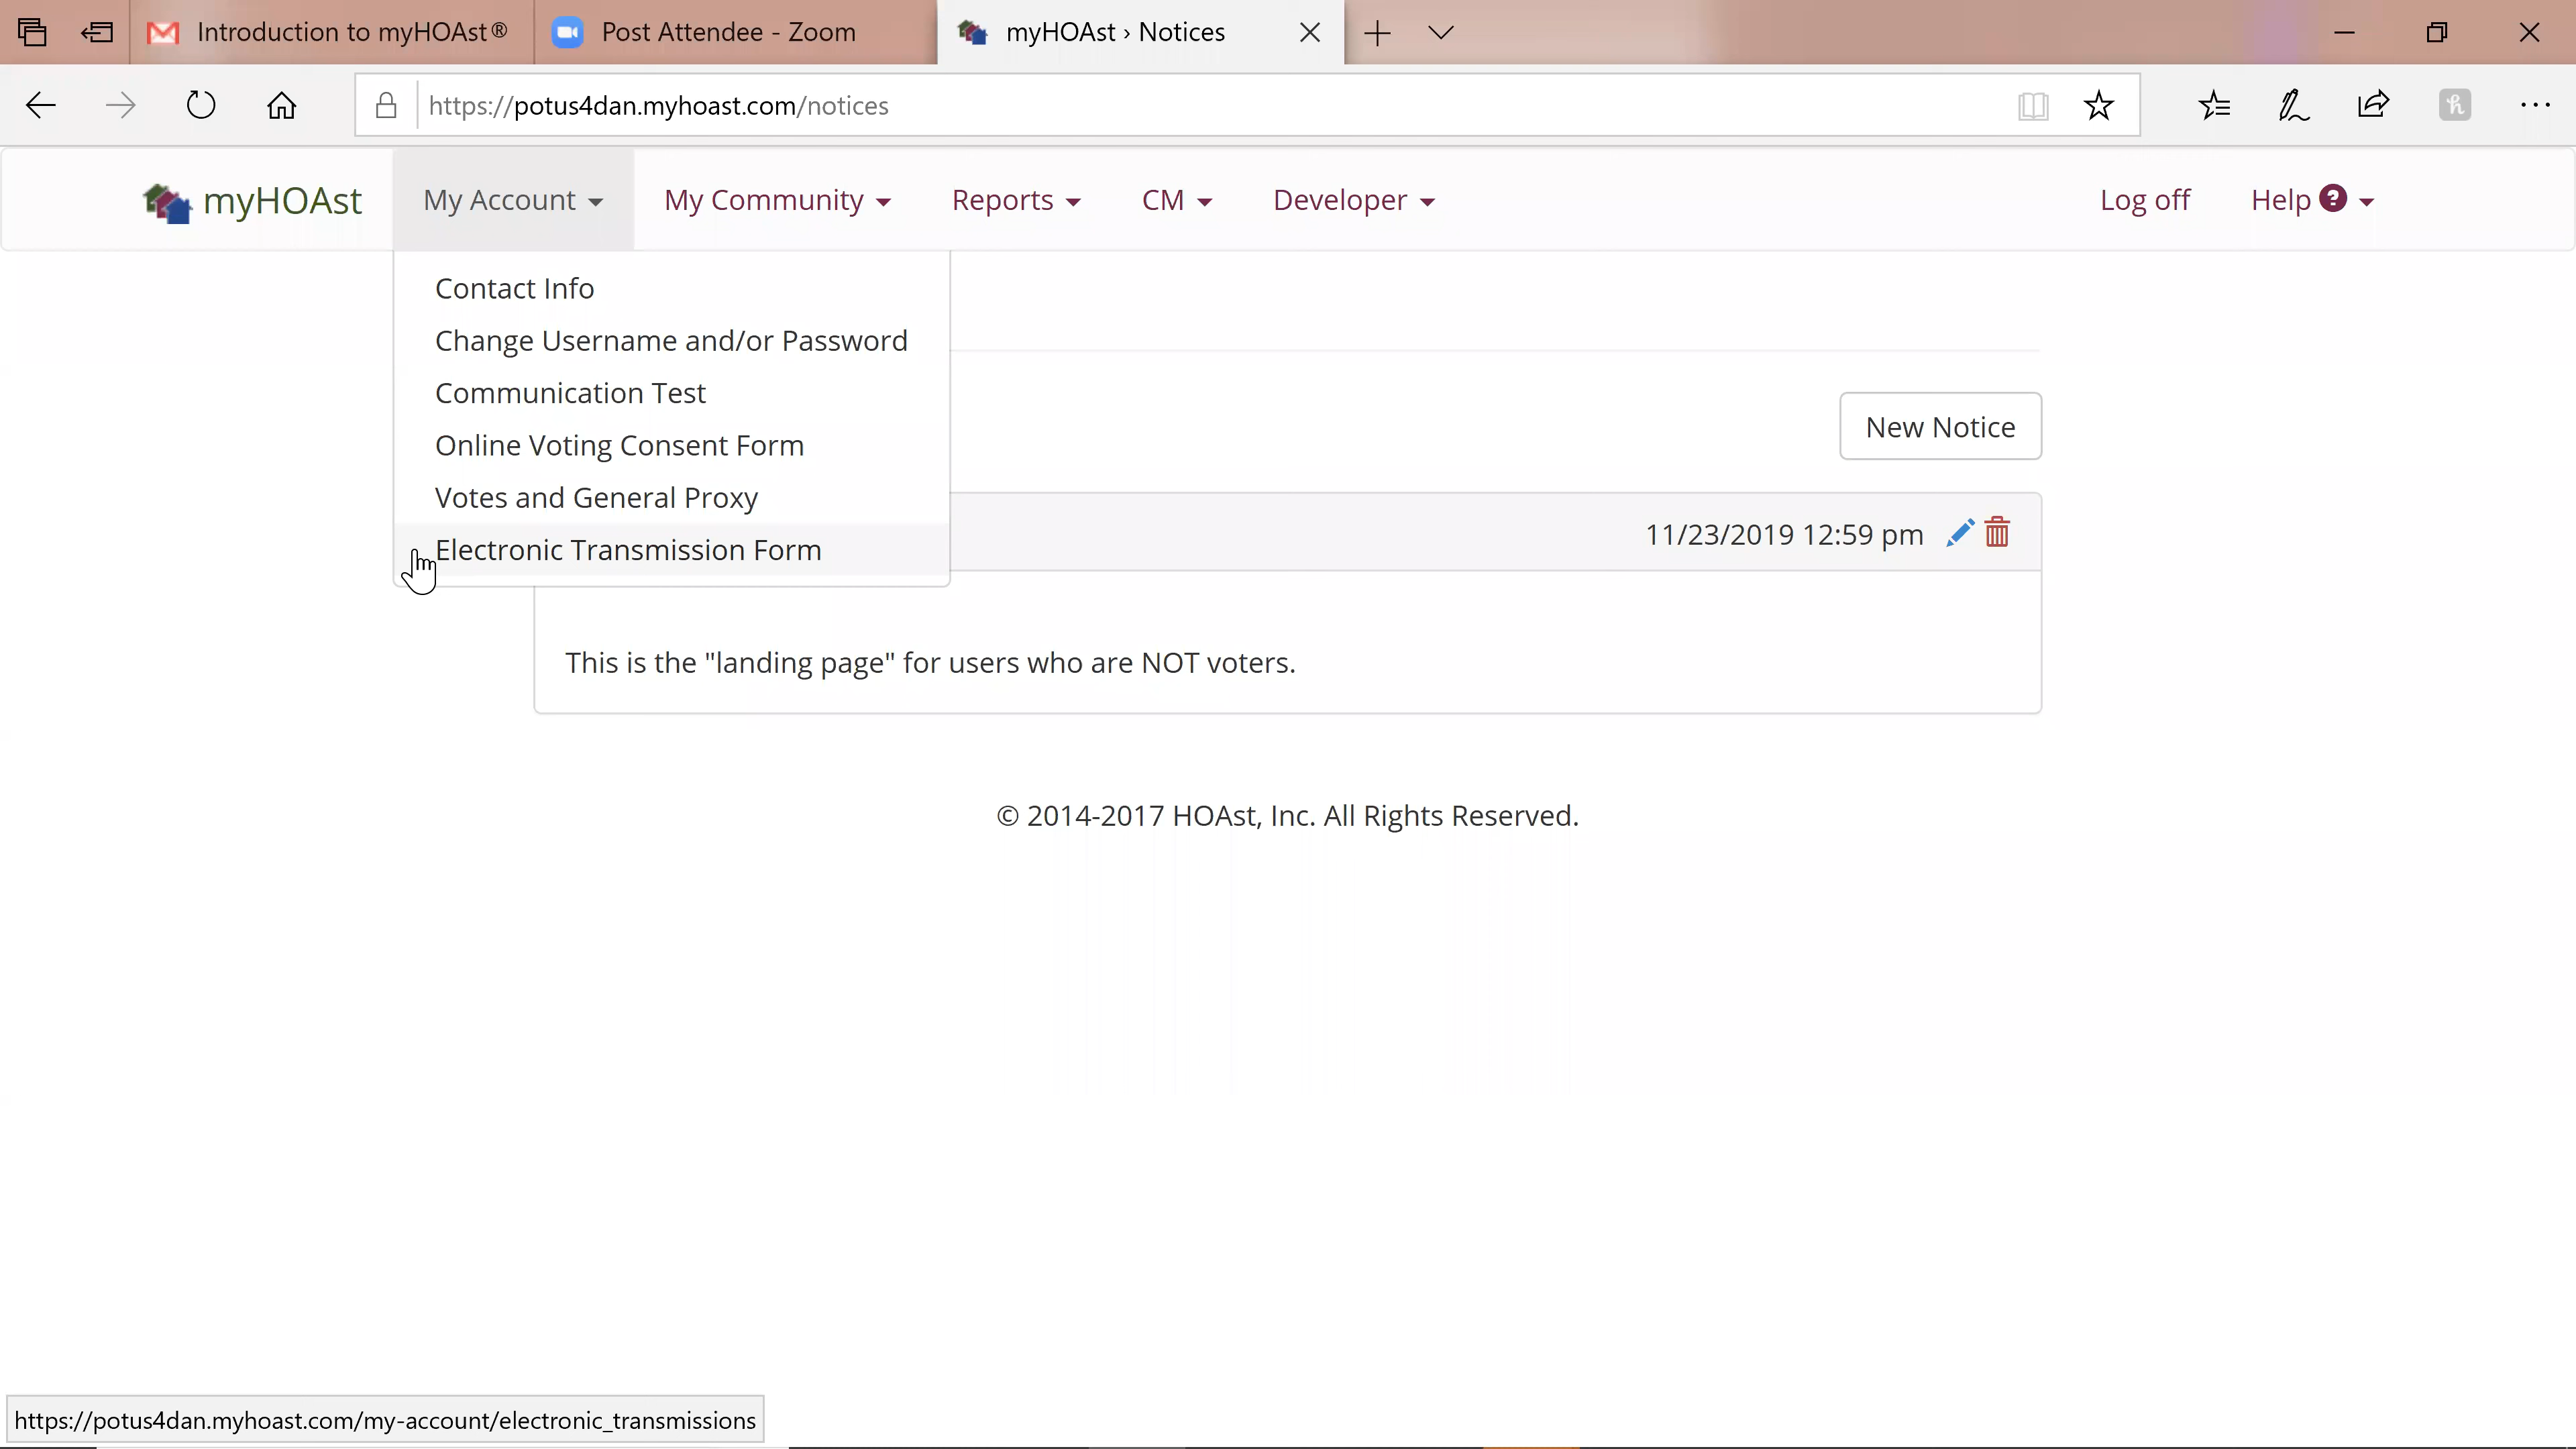 Introduction to myHOAst®
Post Attendee - Zoom
myHOAst › Notices
https://potus4dan.myhoast.com/notices
myHOAst
My Account
My Community
Reports
CM
Developer
Log off
Help ?
Contact Info
Change Username and/or Password
Communication Test
Online Voting Consent Form
Votes and General Proxy
Electronic Transmission Form
New Notice
11/23/2019 12:59 pm
This is the "landing page" for users who are NOT voters.
© 2014-2017 HOAst, Inc. All Rights Reserved.
https://potus4dan.myhoast.com/my-account/electronic_transmissions